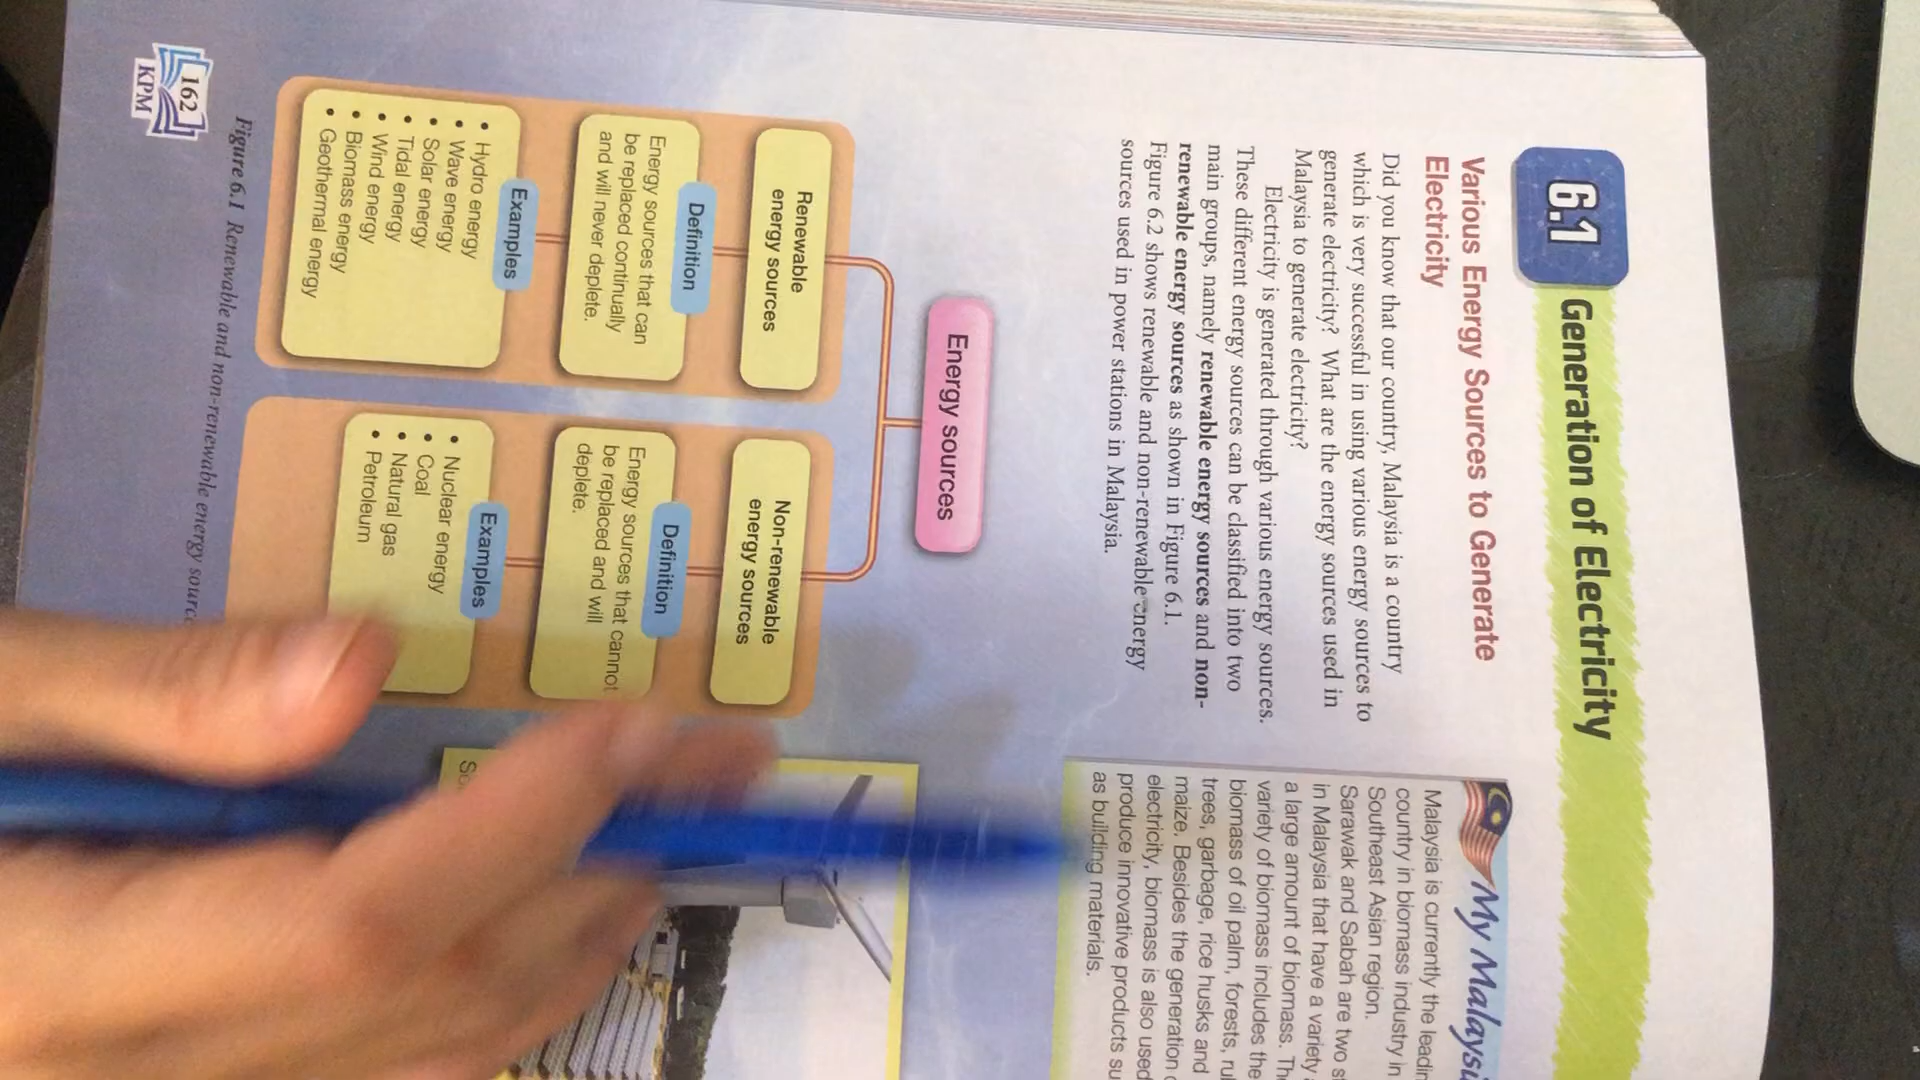 6.1
Generation of Electricity
Various Energy Sources to Generate
Electricity
Did you know that our country, Malaysia is a country
which is very successful in using various energy sources to
generate electricity? What are the energy sources used in
Malaysia to generate electricity?
Electricity is generated through various energy sources.
These different energy sources can be classified into two
main groups, namely renewable energy sources and non-
renewable energy sources as shown in Figure 6.1.
Figure 6.2 shows renewable and non-renewable energy
sources used in power stations in Malaysia.
Energy sources
Renewable
energy sources
Definition
Energy sources that can
be replaced continually
and will never deplete.
Examples
• Hydro energy
• Wave energy
• Solar energy
• Tidal energy
• Wind energy
• Biomass energy
• Geothermal energy
Non-renewable
energy sources
Definition
Energy sources that cannot
be replaced and will
deplete.
Examples
• Nuclear energy
• Coal
• Natural gas
• Petroleum
Figure 6.1 Renewable and non-renewable energy
162
KPM
My
Malaysia is currently the
country in biomass industry in
Southeast Asian region.
Sarawak and Sabah are two
in Malaysia that have a variety
a large amount of biomass.
variety of biomass includes the
biomass of oil palm, forests,
trees, garbage, rice husks and
maize. Besides the generation
electricity, biomass is also used
produce innovative products
as building materials.